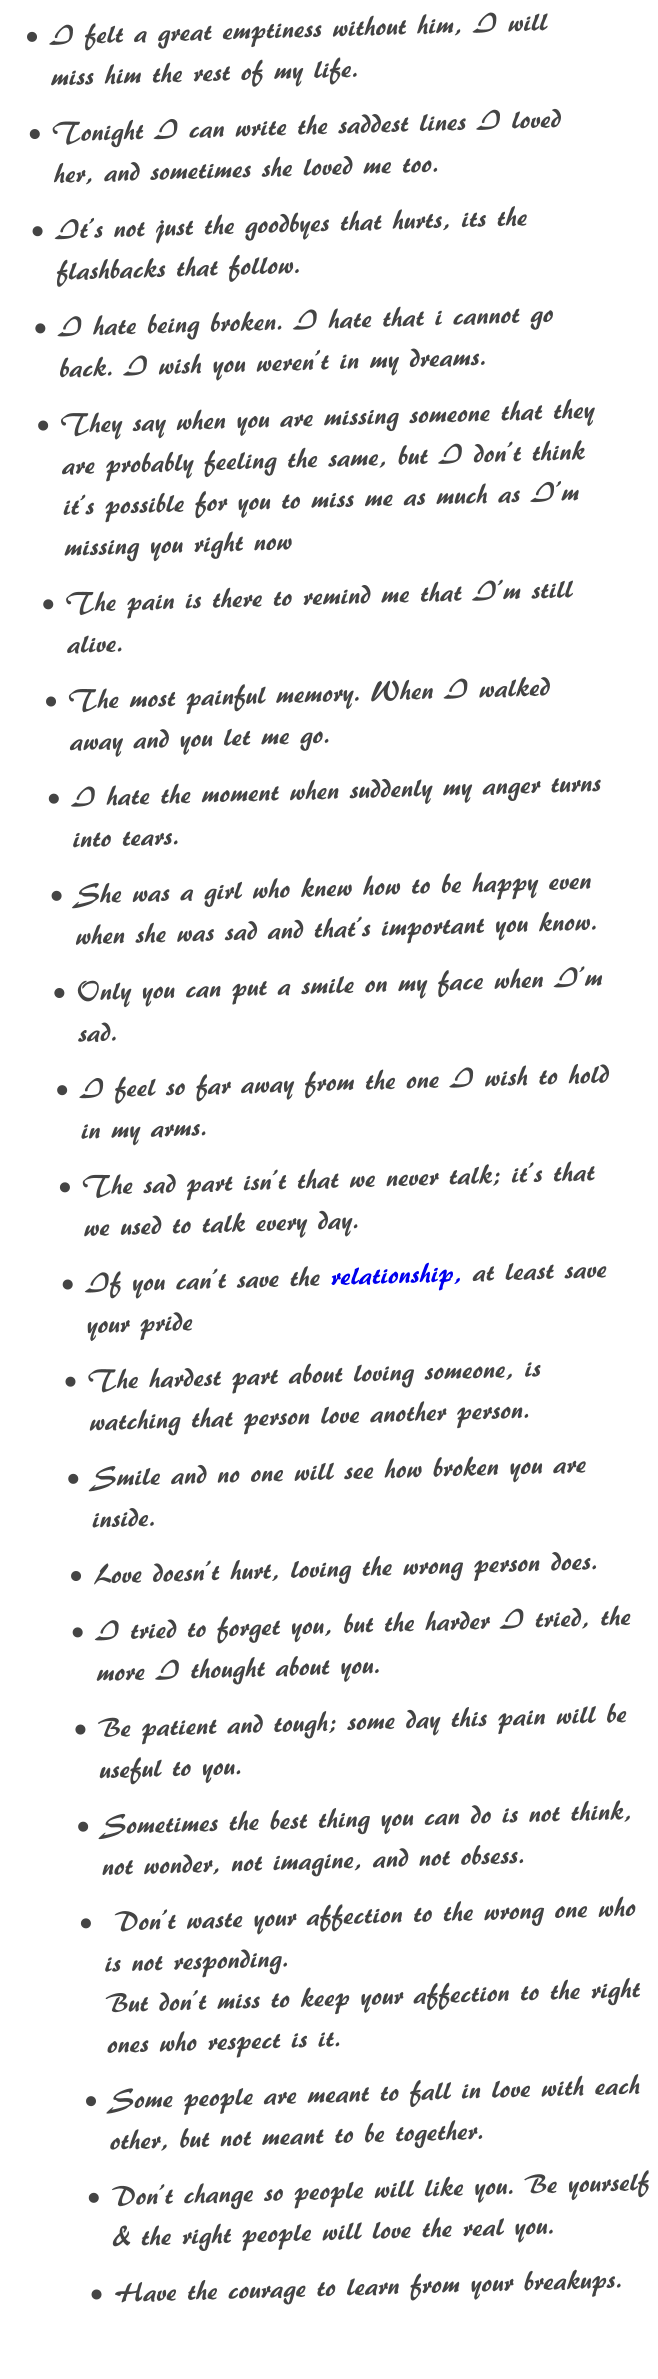 • I felt a great emptiness without him, I will
miss him the rest of my life.
• Tonight I can write the saddest lines I loved
her, and sometimes she loved me too.
• It's not just the goodbyes that hurts, its the
flashbacks that follow.
• I hate being broken. I hate that i cannot go
back. I wish you weren't in my dreams.
• They say when you are missing someone that they
are probably feeling the same, but I don't think
it's possible for you to miss me as much as I'm
missing you right now
• The pain is there to remind me that I'm still
alive.
• The most painful memory. When I walked
away and you let me go.
• I hate the moment when suddenly my anger turns
into tears.
• She was a girl who knew how to be happy even
when she was sad and that's important you know.
• Only you can put a smile on my face when I'm
sad.
• I feel so far away from the one I wish to hold
in my arms.
• The sad part isn't that we never talk; it's that
we used to talk every day.
• If you can't save the relationship, at least save
your pride
• The hardest part about loving someone, is
watching that person love another person.
• Smile and no one will see how broken you are
inside.
• Love doesn't hurt, loving the wrong person does.
• I tried to forget you, but the harder I tried, the
more I thought about you.
• Be patient and tough; some day this pain will be
useful to you.
• Sometimes the best thing you can do is not think,
not wonder, not imagine, and not obsess.
• Don't waste your affection to the wrong one who
is not responding.
But don't miss to keep your affection to the right
ones who respect is it.
• Some people are meant to fall in love with each
other, but not meant to be together.
• Don't change so people will like you. Be yourself
& the right people will love the real you.
• Have the courage to learn from your breakups.